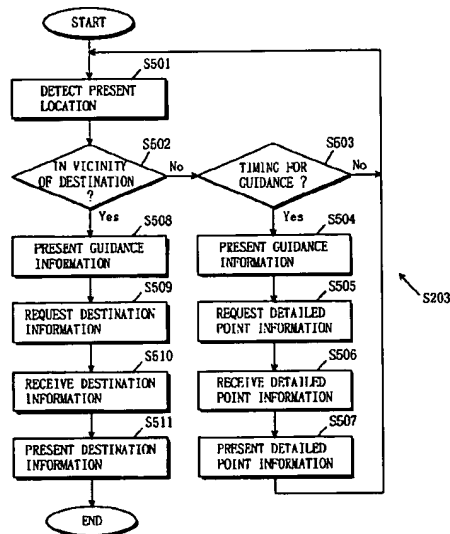 START
S501
DETECT PRESENT
LOCATION
S502
IN VICINITY
OF DESTINATION
?
No
Yes
S503
TIMING FOR
GUIDANCE ?
No
Yes
S508
PRESENT GUIDANCE
INFORMATION
S504
PRESENT GUIDANCE
INFORMATION
S203
S509
REQUEST DESTINATION
INFORMATION
S505
REQUEST DETAILED
POINT INFORMATION
S510
RECEIVE DESTINATION
INFORMATION
S506
RECEIVE DETAILED
POINT INFORMATION
S511
PRESENT DESTINATION
INFORMATION
S507
PRESENT DETAILED
POINT INFORMATION
END